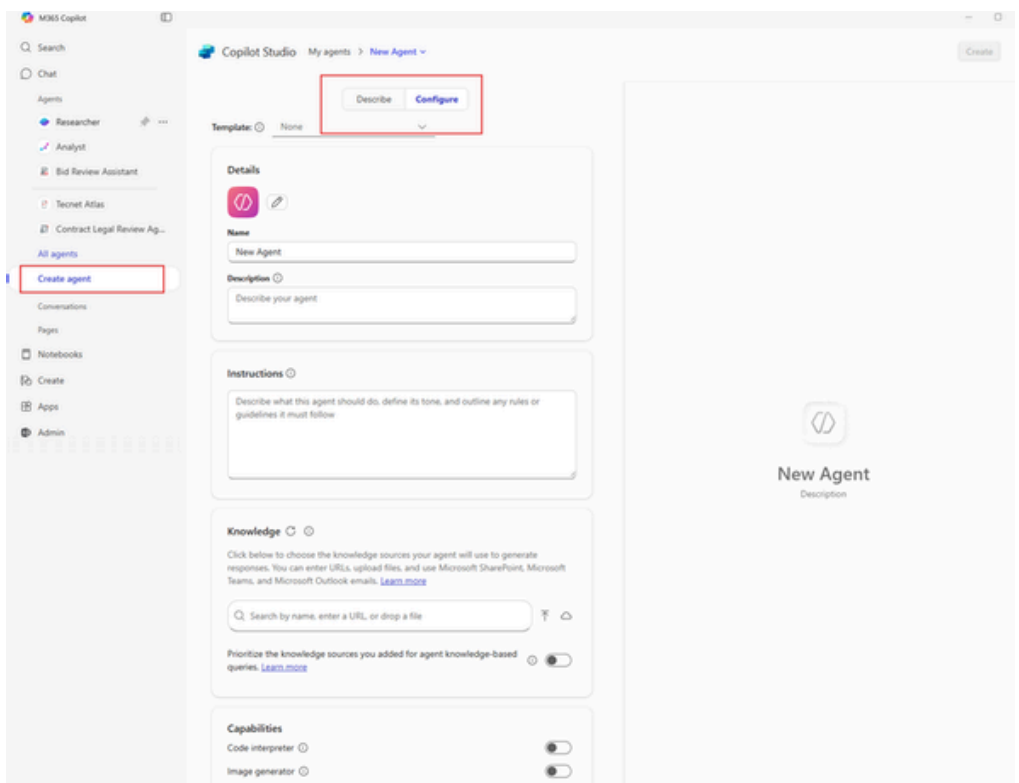 M365 Copilot
Search
Chat
Agents
Researcher
Analyst
Bid Review Assistant
Tecnet Atlas
Contract Legal Review Ag...
All agents
Create agent
Conversations
Pages
Notebooks
Create
Apps
Admin
Copilot Studio My agents > New Agent
Create
Describe Configure
Template: None
Details
Name
New Agent
Description
Describe your agent
Instructions
Describe what this agent should do, define its tone, and outline any rules or
guidelines it must follow
Knowledge
Click below to choose the knowledge sources your agent will use to generate
responses. You can enter URLs, upload files, and use Microsoft SharePoint, Microsoft
Teams, and Microsoft Outlook emails. Learn more
Search by name, enter a URL, or drop a file
Prioritize the knowledge sources you added for agent knowledge-based
queries. Learn more
Capabilities
Code interpreter
Image generator
New Agent
Description